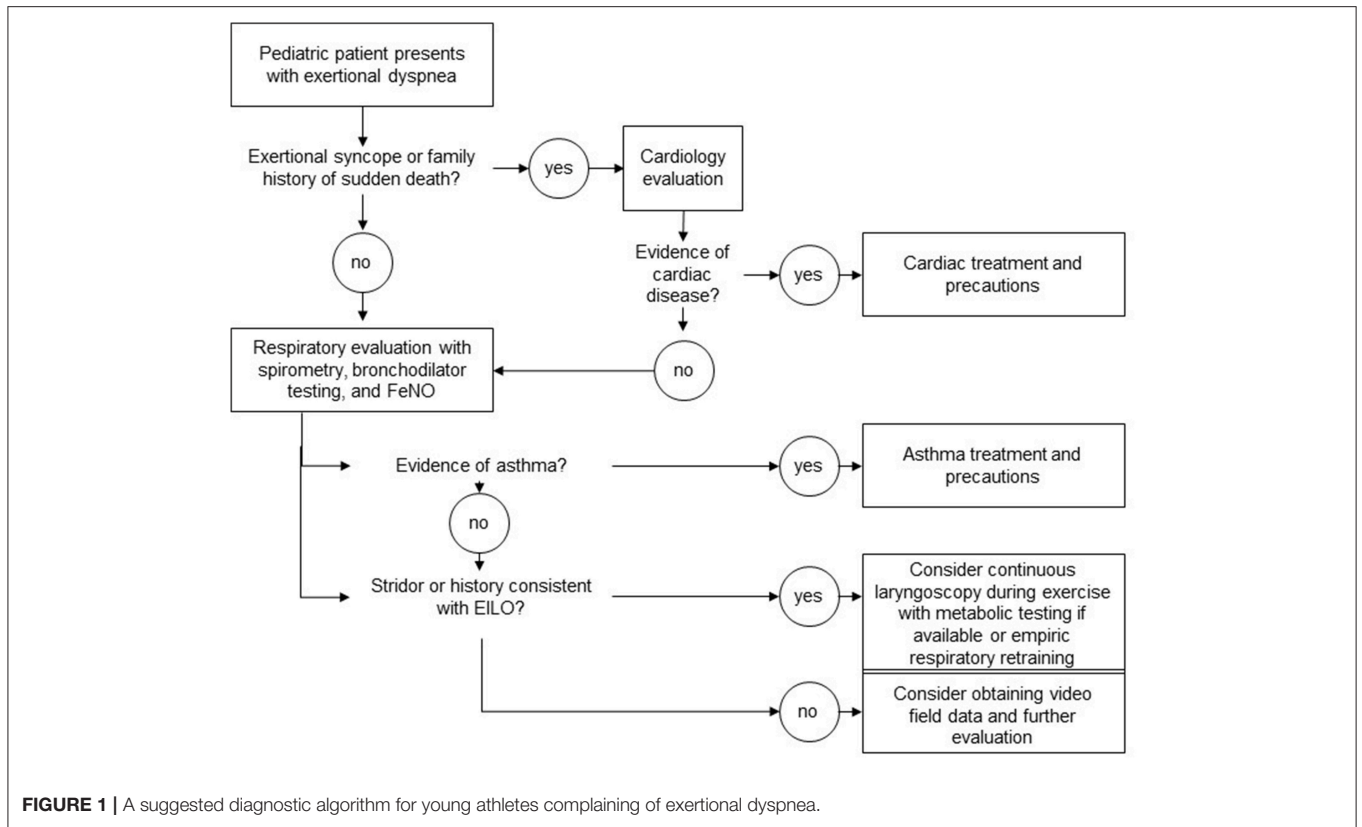 Pediatric patient presents
with exertional dyspnea
Exertional syncope or family
history of sudden death?
yes
Cardiology
evaluation
no
Evidence of
cardiac
disease?
yes
Cardiac treatment and
precautions
Respiratory evaluation with
spirometry, bronchodilator
testing, and FeNO
no
Evidence of asthma?
yes
Asthma treatment and
precautions
no
Stridor or history consistent
with EILO?
yes
Consider continuous
laryngoscopy during exercise
with metabolic testing if
available or empiric
respiratory retraining
no
Consider obtaining video
field data and further
evaluation
FIGURE 1 | A suggested diagnostic algorithm for young athletes complaining of exertional dyspnea.